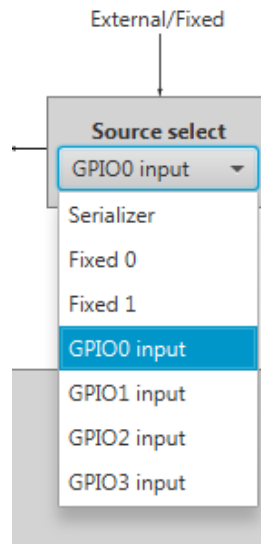 External/Fixed
Source select
GPIO0 input
Serializer
Fixed 0
Fixed 1
GPIO0 input
GPIO1 input
GPIO2 input
GPIO3 input